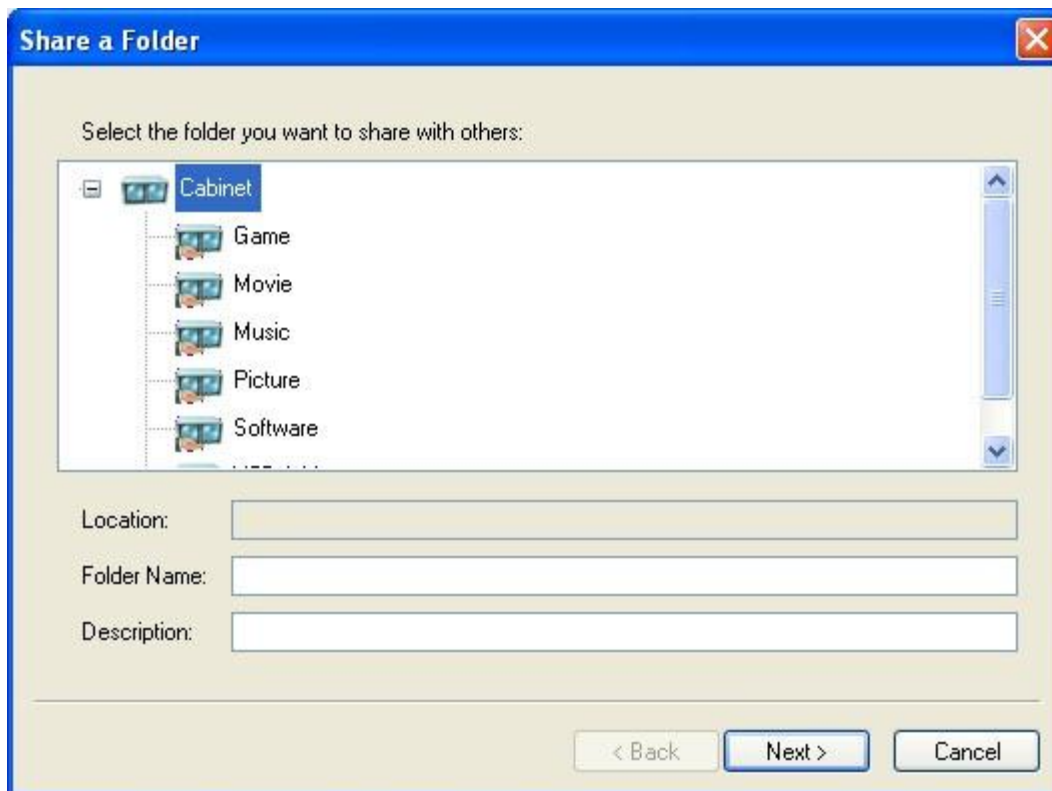 Share a Folder
Select the folder you want to share with others:
Cabinet
Game
Movie
Music
Picture
Software
Location:
Folder Name:
Description:
< Back
Next >
Cancel